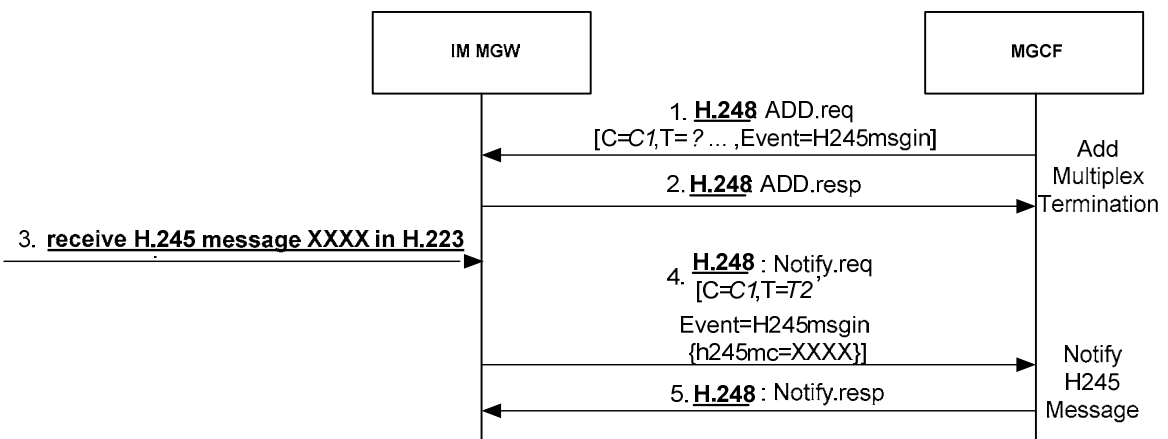 IM MGW
MGCF
1. H.248: ADD.req
[C=C1,T=? ... ,Event=H245msgin]
Add
Multiplex
Termination
2. H.248: ADD.resp
3. receive H.245 message XXXX in H.223
4. H.248 : Notify.req
[C=C1,T=T2,
Event=H245msgin
{h245mc=XXXX}]
Notify
H245
Message
5. H.248 : Notify.resp